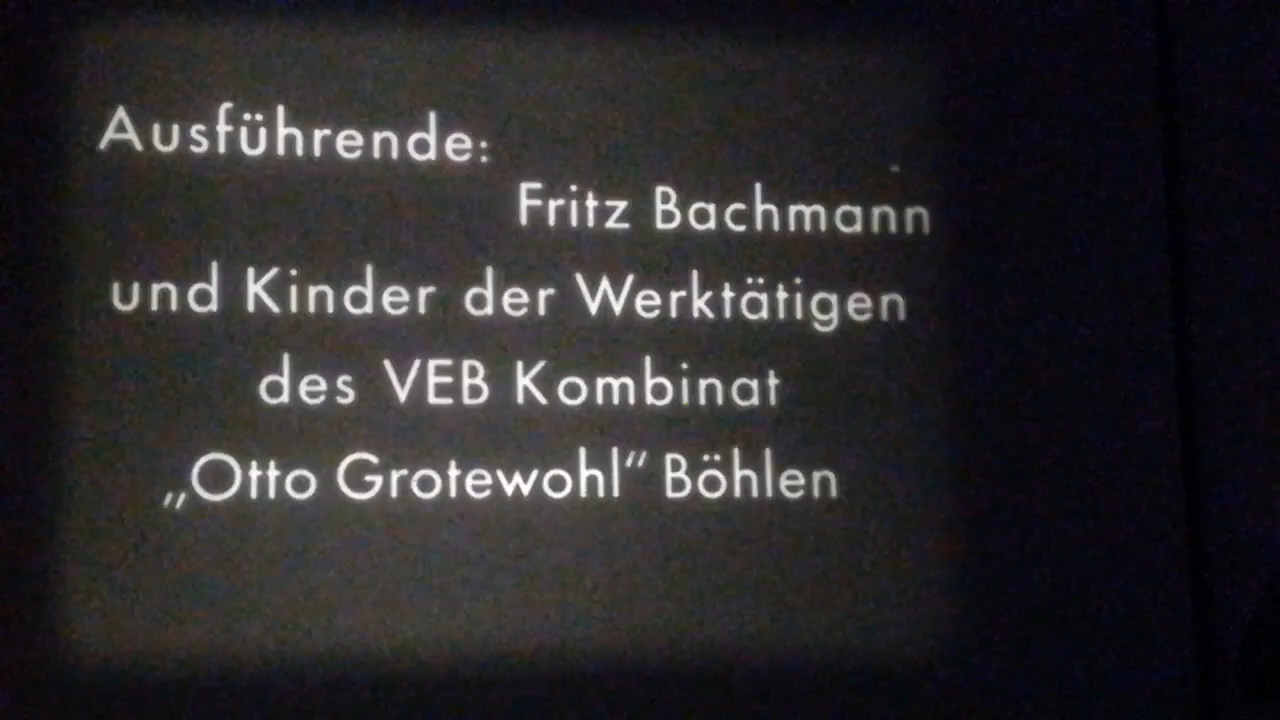 Ausführende:
Fritz Bachmann
und Kinder der Werktätigen
des VEB Kombinat
„Otto Grotewohl“ Böhlen